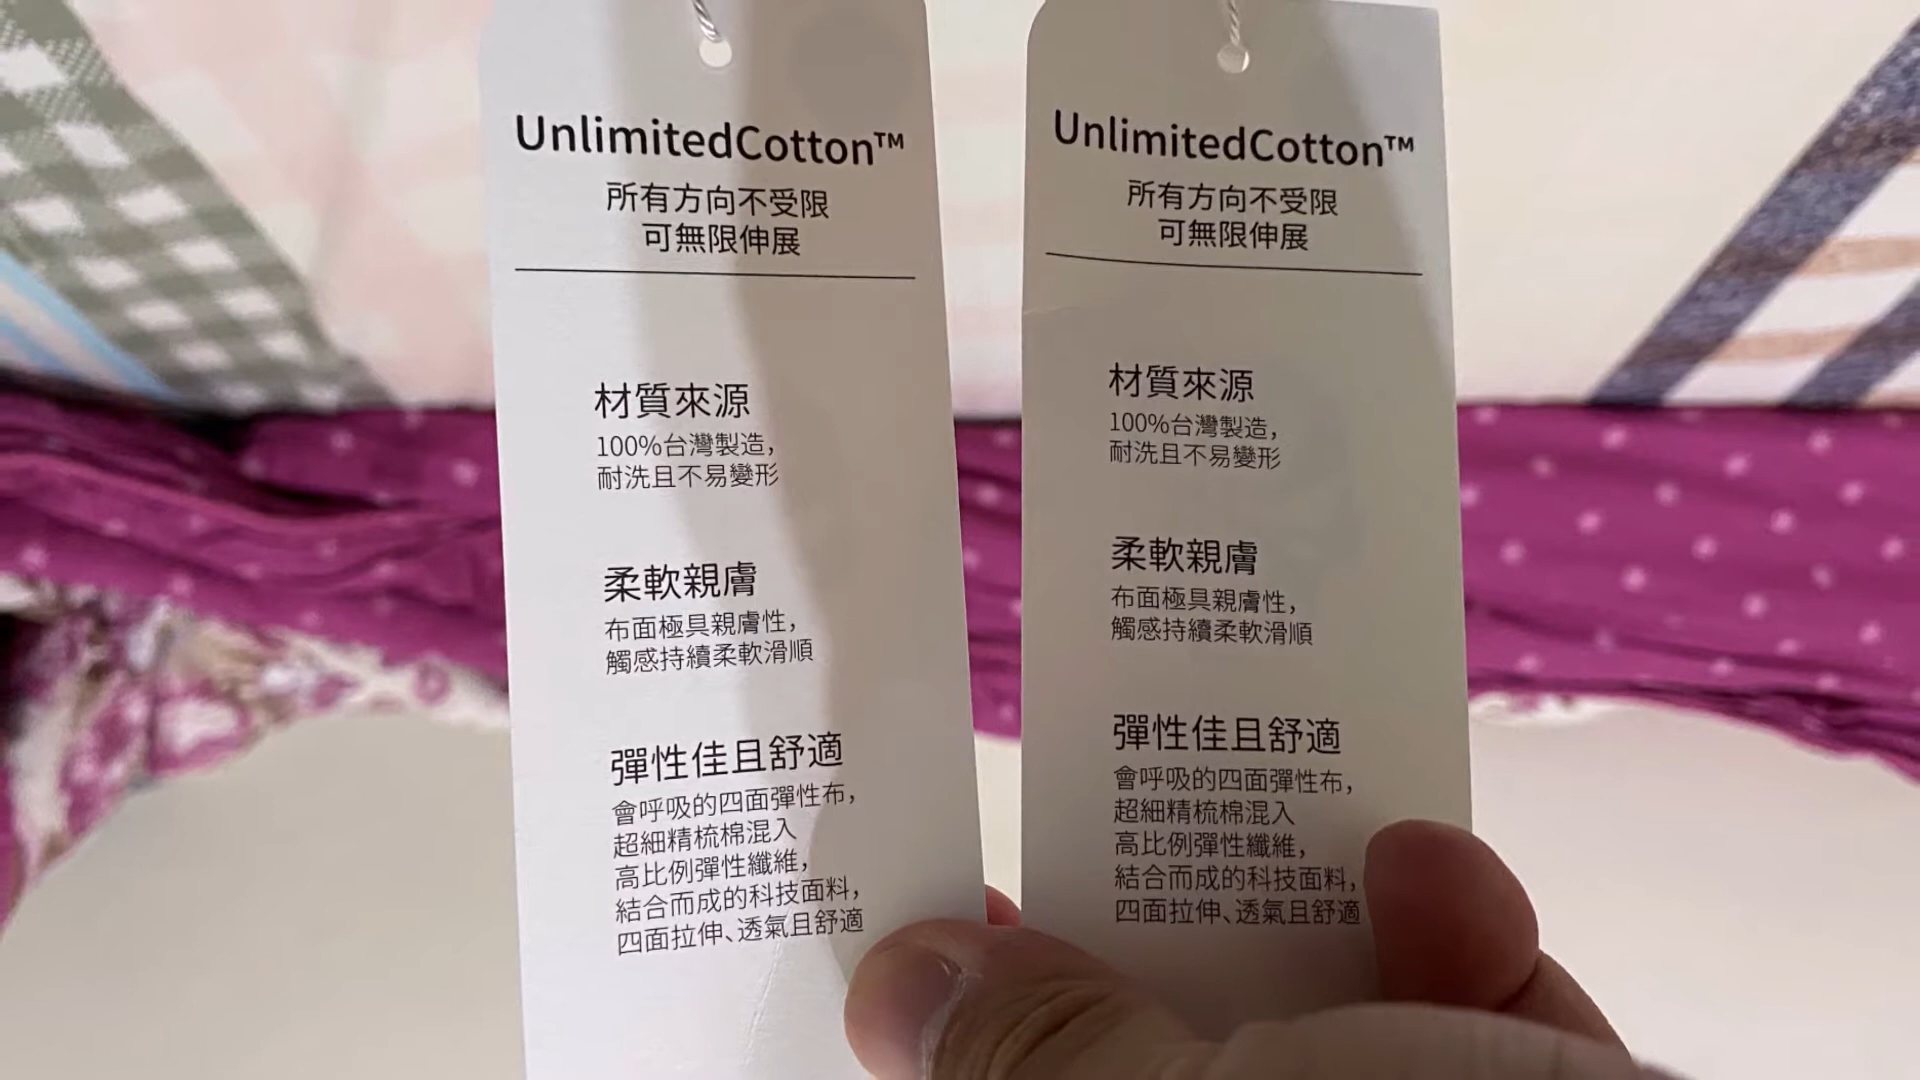 UnlimitedCotton™
所有方向不受限
可無限伸展
材質來源
100%台灣製造，
耐洗且不易變形
柔軟親膚
布面極具親膚性，
觸感持續柔軟滑順
彈性佳且舒適
會呼吸的四面彈性布，
超細精梳棉混入
高比例彈性纖維，
結合而成的科技面料，
四面拉伸、透氣且舒適
UnlimitedCotton™
所有方向不受限
可無限伸展
材質來源
100%台灣製造，
耐洗且不易變形
柔軟親膚
布面極具親膚性，
觸感持續柔軟滑順
彈性佳且舒適
會呼吸的四面彈性布，
超細精梳棉混入
高比例彈性纖維，
結合而成的科技面料，
四面拉伸、透氣且舒適